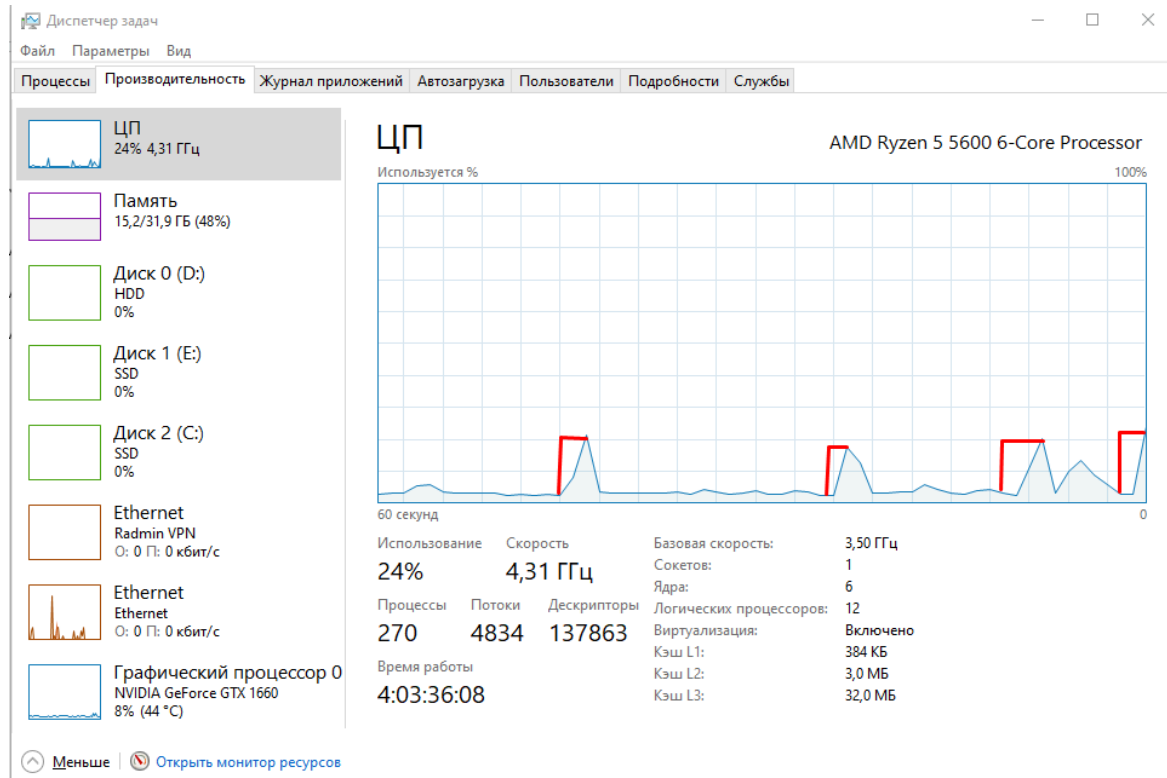 Диспетчер задач
Файл Параметры Вид
Процессы Производительность Журнал приложений Автозагрузка Пользователи Подробности Службы
ЦП
24% 4,31 ГГц
Память
15,2/31,9 ГБ (48%)
Диск 0 (D:)
HDD
0%
Диск 1 (E:)
SSD
0%
Диск 2 (C:)
SSD
0%
Ethernet
Radmin VPN
О: 0 П: 0 кбит/с
Ethernet
Ethernet
О: 0 П: 0 кбит/с
Графический процессор 0
NVIDIA GeForce GTX 1660
8% (44 °C)
ЦП AMD Ryzen 5 5600 6-Core Processor
Используется % 100%
60 секунд 0
Использование Скорость
24% 4,31 ГГц
Процессы Потоки Дескрипторы
270 4834 137863
Время работы
4:03:36:08
Базовая скорость: 3,50 ГГц
Сокетов: 1
Ядра: 6
Логических процессоров: 12
Виртуализация: Включено
Кэш L1: 384 КБ
Кэш L2: 3,0 МБ
Кэш L3: 32,0 МБ
Меньше Открыть монитор ресурсов